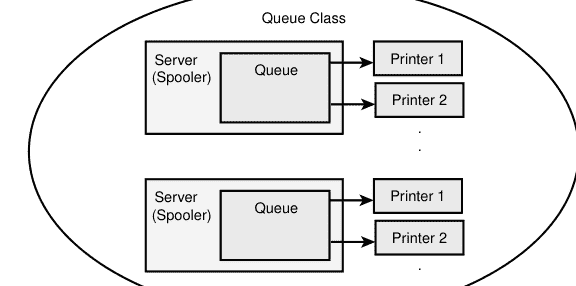 Queue Class
Server
(Spooler)
Queue
Printer 1
Printer 2
.
.
Server
(Spooler)
Queue
Printer 1
Printer 2
.